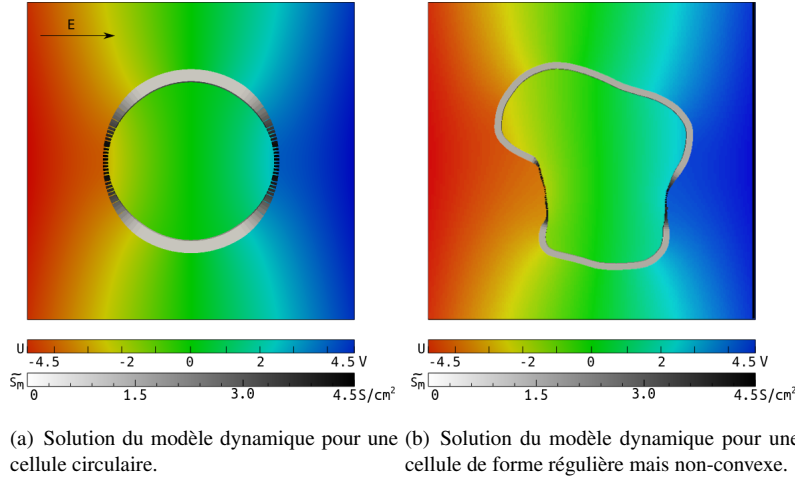 E
U
-4.5 -2 0 2 4.5 V
S̃m
0 1.5 3.0 4.5 S/cm²
U
-4.5 -2 0 2 4.5 V
S̃m
0 1.5 3.0 4.5 S/cm²
(a) Solution du modèle dynamique pour une
cellule circulaire.
(b) Solution du modèle dynamique pour une
cellule de forme régulière mais non-convexe.